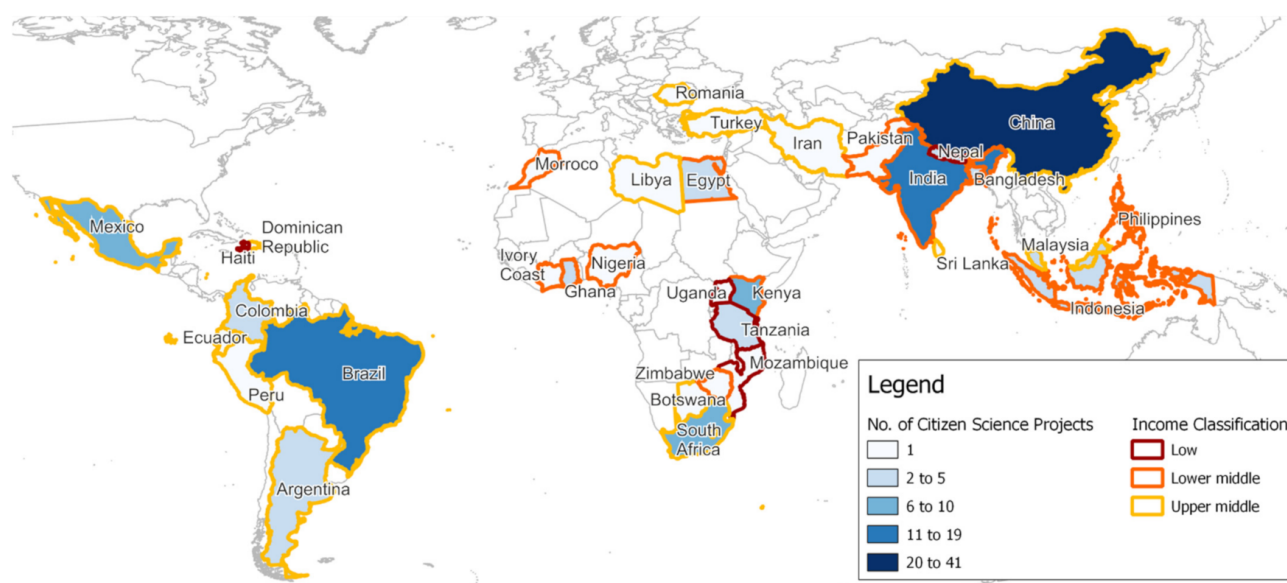 Romania
Turkey
Iran
Pakistan
China
Nepal
India
Bangladesh
Morroco
Libya
Egypt
Mexico
Dominican
Republic
Haiti
Philippines
Malaysia
Sri Lanka
Indonesia
Ivory
Coast
Nigeria
Ghana
Uganda
Kenya
Tanzania
Colombia
Ecuador
Brazil
Peru
Mozambique
Zimbabwe
Botswana
South
Africa
Argentina
Legend
No. of Citizen Science Projects
1
2 to 5
6 to 10
11 to 19
20 to 41
Income Classification
Low
Lower middle
Upper middle